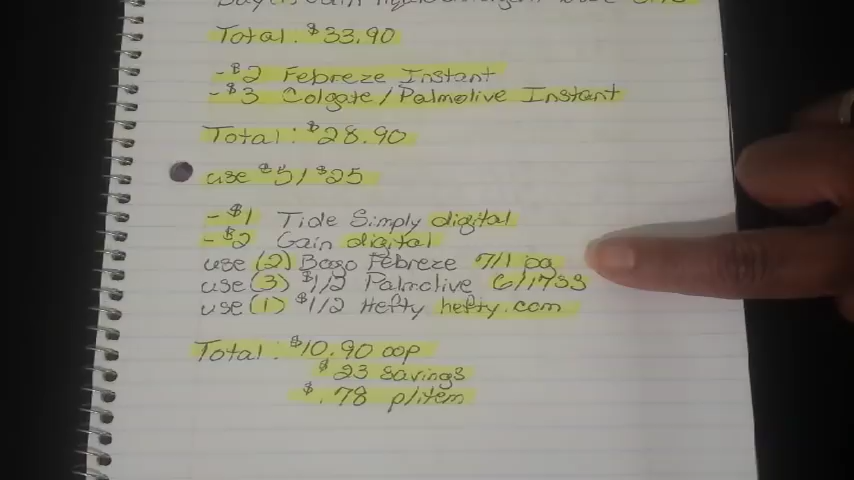 Total: $33.90
-$2 Febreze Instant
-$3 Colgate/Palmolive Instant
Total: $28.90
use $5/$25
-$1 Tide Simply digital
-$2 Gain digital
use (2) Bogo Febreze 7/1 pg
use (3) $1/2 Palmolive 6/17SS
use (1) $1/2 Hefty hefty.com
Total: $10.90 oop
$23 savings
$.78 p/item